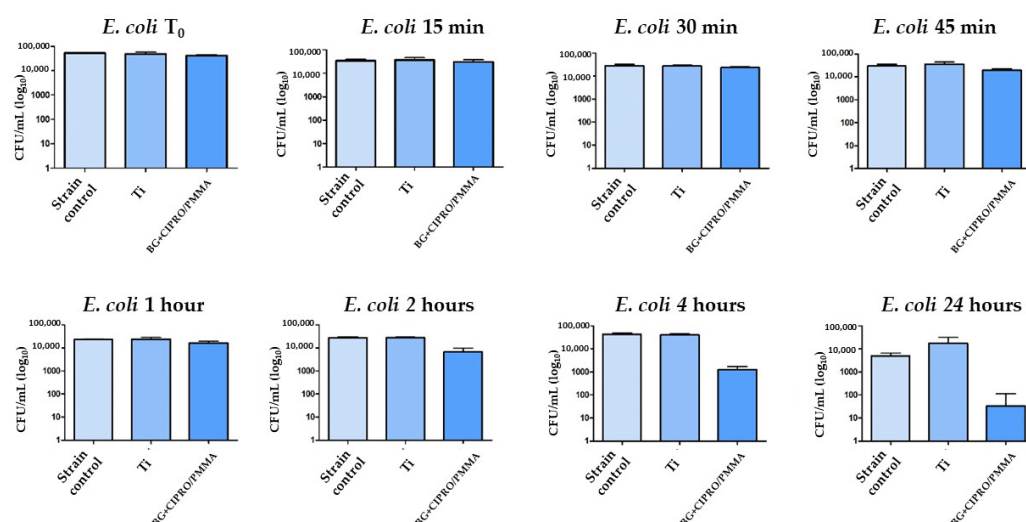 E. coli T0
CFU/mL (log10)
100,000
10,000
1000
100
10
1
Strain control
Ti
BG+CIPRO/PMMA
E. coli 15 min
CFU/mL (log10)
100,000
10,000
1000
100
10
1
Strain control
Ti
BG+CIPRO/PMMA
E. coli 30 min
CFU/mL (log10)
100,000
10,000
1000
100
10
1
Strain control
Ti
BG+CIPRO/PMMA
E. coli 45 min
CFU/mL (log10)
100,000
10,000
1000
100
10
1
Strain control
Ti
BG+CIPRO/PMMA
E. coli 1 hour
CFU/mL (log10)
100,000
10,000
1000
100
10
1
Strain control
Ti
BG+CIPRO/PMMA
E. coli 2 hours
CFU/mL (log10)
100,000
10,000
1000
100
10
1
Strain control
Ti
BG+CIPRO/PMMA
E. coli 4 hours
CFU/mL (log10)
100,000
10,000
1000
100
10
1
Strain control
Ti
BG+CIPRO/PMMA
E. coli 24 hours
CFU/mL (log10)
100,000
10,000
1000
100
10
1
Strain control
Ti
BG+CIPRO/PMMA